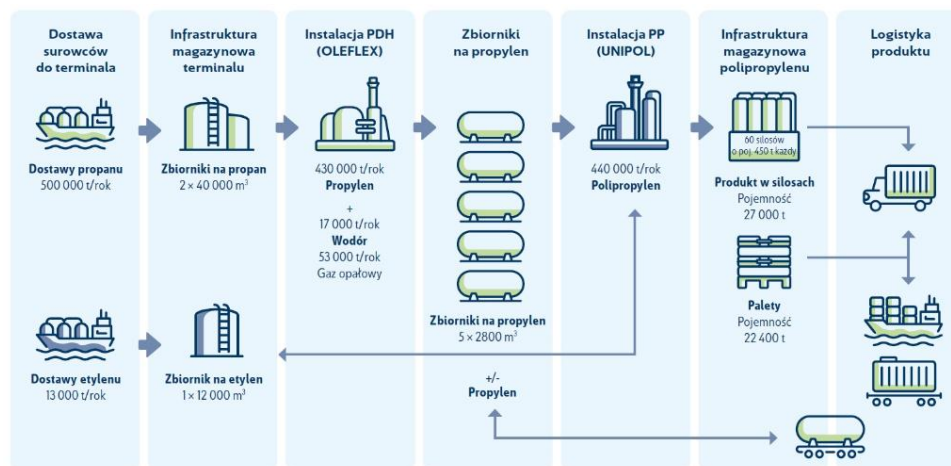 Dostawa
surowców
do terminala
Dostawy propanu
500 000 t/rok
Dostawy etylenu
13 000 t/rok
Infrastruktura
magazynowa
terminalu
Zbiorniki na propan
2 × 40 000 m³
Zbiornik na etylen
1 × 12 000 m³
Instalacja PDH
(OLEFLEX)
430 000 t/rok
Propylen
+
17 000 t/rok
Wodór
53 000 t/rok
Gaz opałowy
Zbiorniki
na propylen
Zbiorniki na propylen
5 × 2800 m³
+/-
Propylen
Instalacja PP
(UNIPOL)
440 000 t/rok
Polipropylen
Infrastruktura
magazynowa
polipropylenu
60 silosów
o poj. 450 t każdy
Produkt w silosach
Pojemność
27 000 t
Palety
Pojemność
22 400 t
Logistyka
produktu